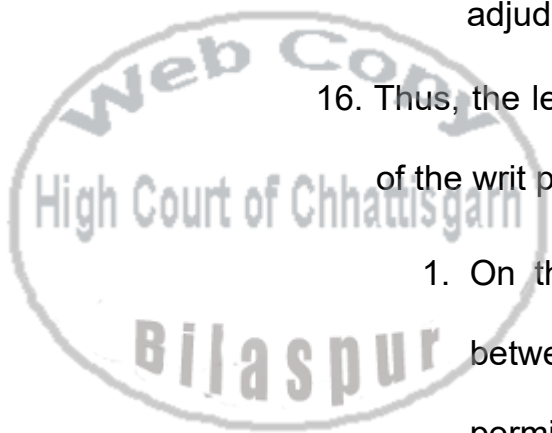 adjud
16. Thus, the le
of the writ p
1. On th
betwe
permi
Web Copy
High Court of Chhattisgarh
Bilaspur